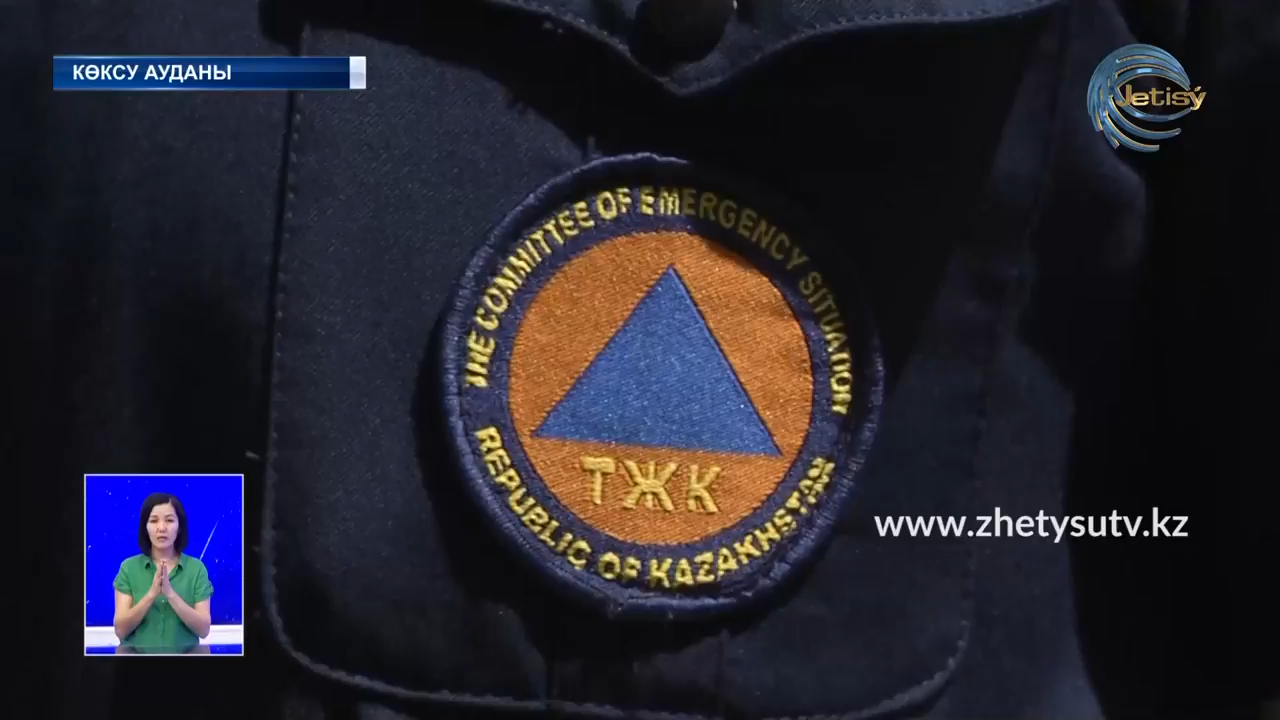 КӨКСУ АУДАНЫ
Jetisý
THE COMMITTEE OF EMERGENCY SITUATION
ТЖК
REPUBLIC OF KAZAKHSTAN
www.zhetysutv.kz